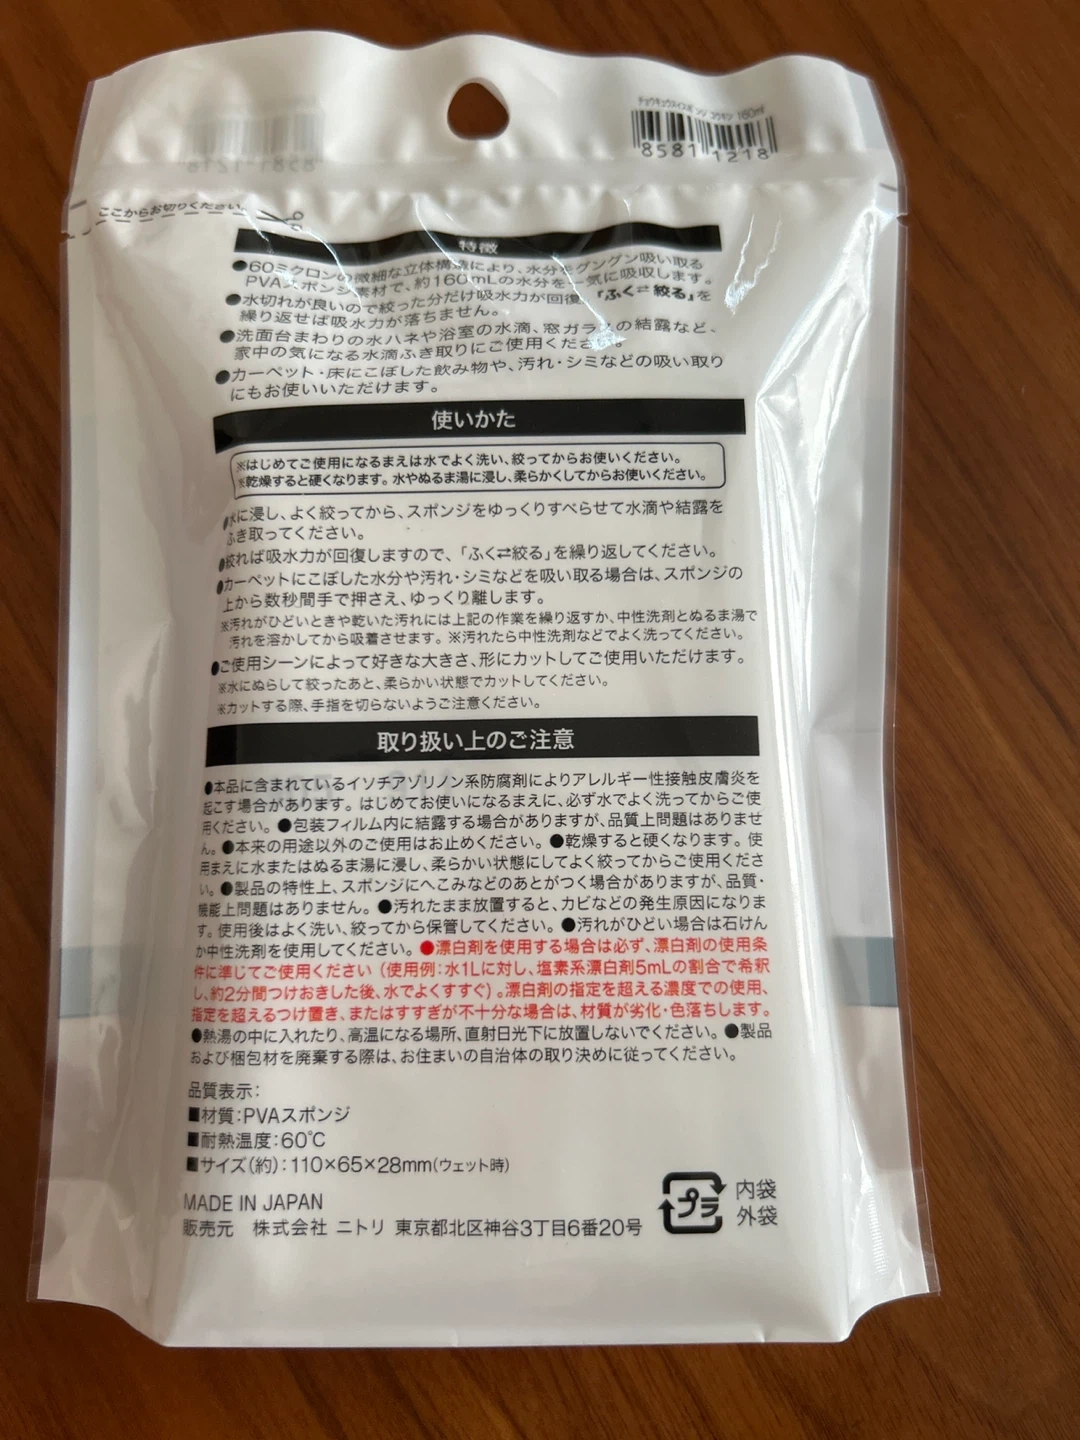 チョウキュウスイスポンジ コウキン 160ml
8581 1218
ここからお切りください。
特徴
●60ミクロンの微細な立体構造により、水分をグングン吸い取る
PVAスポンジ素材で、約160mLの水分を一気に吸収します。
●水切れが良いので絞った分だけ吸水力が回復。「ふく⇄絞る」を
繰り返せば吸水力が落ちません。
●洗面台まわりの水ハネや浴室の水滴、窓ガラスの結露など、
家中の気になる水滴ふき取りにご使用ください。
●カーペット・床にこぼした飲み物や、汚れ・シミなどの吸い取り
にもお使いいただけます。
使いかた
※はじめてご使用になるまえは水でよく洗い、絞ってからお使いください。
※乾燥すると硬くなります。水やぬるま湯に浸し、柔らかくしてからお使いください。
●水に浸し、よく絞ってから、スポンジをゆっくりすべらせて水滴や結露を
ふき取ってください。
●絞れば吸水力が回復しますので、「ふく⇄絞る」を繰り返してください。
●カーペットにこぼした水分や汚れ・シミなどを吸い取る場合は、スポンジの
上から数秒間手で押さえ、ゆっくり離します。
※汚れがひどいときや乾いた汚れには上記の作業を繰り返すか、中性洗剤とぬるま湯で
汚れを溶かしてから吸着させます。※汚れたら中性洗剤などでよく洗ってください。
●ご使用シーンによって好きな大きさ、形にカットしてご使用いただけます。
※水にぬらして絞ったあと、柔らかい状態でカットしてください。
※カットする際、手指を切らないようご注意ください。
取り扱い上のご注意
●本品に含まれているイソチアゾリノン系防腐剤によりアレルギー性接触皮膚炎を
起こす場合があります。はじめてお使いになるまえに、必ず水でよく洗ってからご使
用ください。●包装フィルム内に結露する場合がありますが、品質上問題はありませ
ん。●本来の用途以外のご使用はお止めください。●乾燥すると硬くなります。使
用まえに水またはぬるま湯に浸し、柔らかい状態にしてよく絞ってからご使用くださ
い。●製品の特性上、スポンジにへこみなどのあとがつく場合がありますが、品質・
機能上問題はありません。●汚れたまま放置すると、カビなどの発生原因になりま
す。使用後はよく洗い、絞ってから保管してください。●汚れがひどい場合は石けん
か中性洗剤を使用してください。●漂白剤を使用する場合は必ず、漂白剤の使用条
件に準じてご使用ください（使用例：水1Lに対し、塩素系漂白剤5mLの割合で希釈
し、約2分間つけおきした後、水でよくすすぐ）。漂白剤の指定を超える濃度での使用、
指定を超えるつけ置き、またはすすぎが不十分な場合は、材質が劣化・色落ちします。
●熱湯の中に入れたり、高温になる場所、直射日光下に放置しないでください。●製品
および梱包材を廃棄する際は、お住まいの自治体の取り決めに従ってください。
品質表示：
■材質：PVAスポンジ
■耐熱温度：60℃
■サイズ（約）：110×65×28mm（ウェット時）
MADE IN JAPAN
販売元 株式会社 ニトリ 東京都北区神谷3丁目6番20号
プラ
内袋
外袋